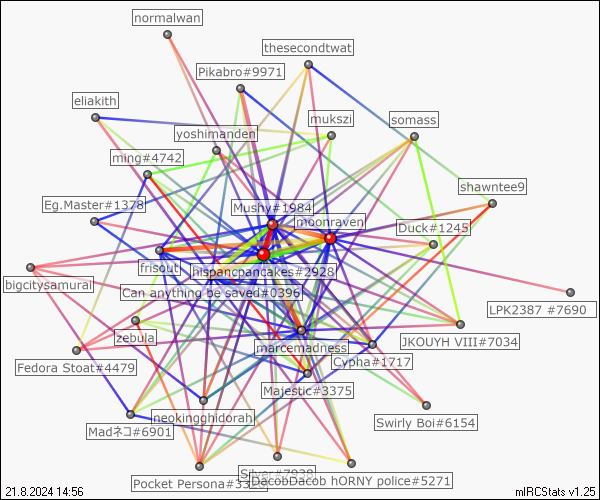 normalwan
thesecondtwat
Pikabro#9971
eliakith
mukszi
somass
yoshimanden
ming#4742
shawntee9
Eg.Master#1378
Mushy#1984
moonraven
Duck#1245
frisout
hispanicpancakes#2928
bigcitysamurai
Can anything be saved#0396
LPK2387 #7690
zebula
marcemadness
JKOUYH VIII#7034
Fedora Stoat#4479
Cypha#1717
Majestic#3375
neokingghidorah
Swirly Boi#6154
Madネコ#6901
Silver#7938
Pocket Persona#3328
DacobDacob hORNY police#5271
21.8.2024 14:56
mIRCStats v1.25